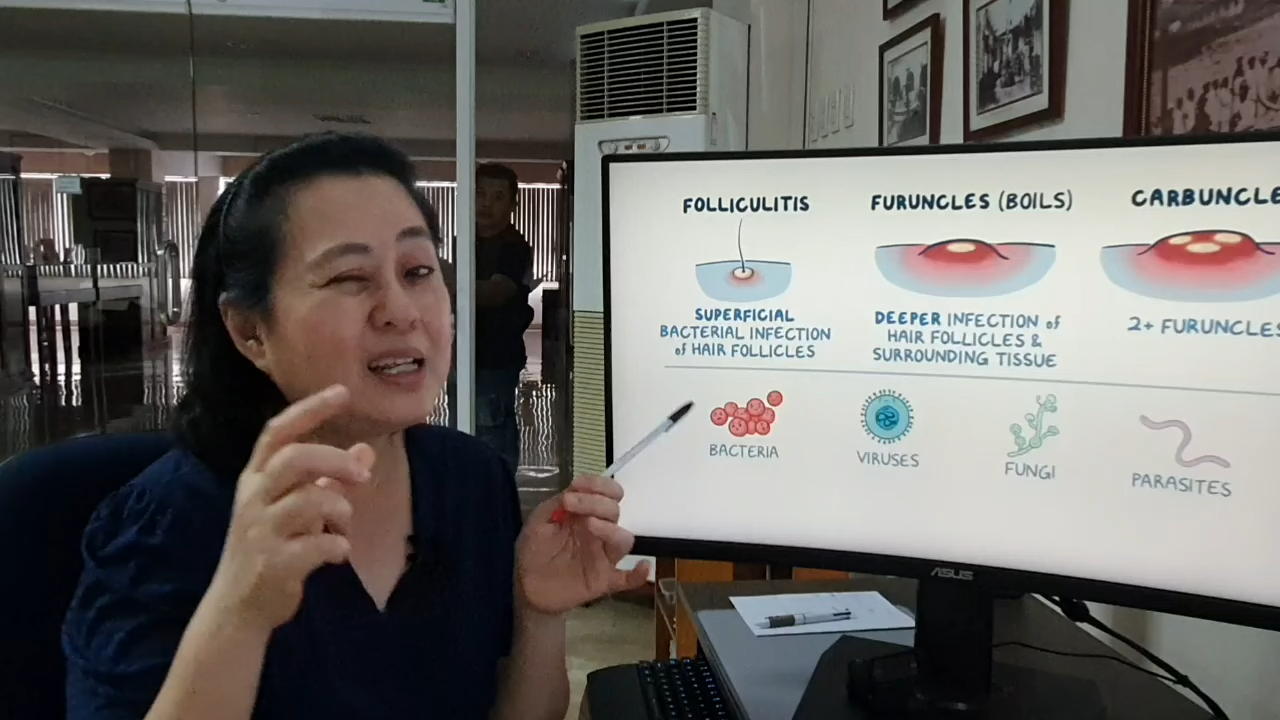 FOLLICULITIS
SUPERFICIAL
BACTERIAL INFECTION
of HAIR FOLLICLES
FURUNCLES (BOILS)
DEEPER INFECTION of
HAIR FOLLICLES &
SURROUNDING TISSUE
CARBUNCLE
2+ FURUNCLES
BACTERIA
VIRUSES
FUNGI
PARASITES
ASUS